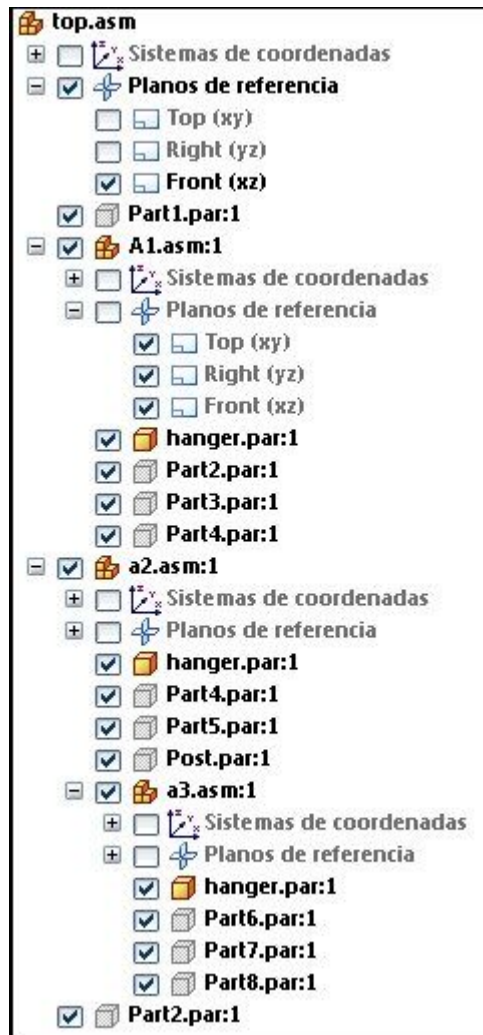 top.asm
Sistemas de coordenadas
Planos de referencia
Top (xy)
Right (yz)
Front (xz)
Part1.par:1
A1.asm:1
Sistemas de coordenadas
Planos de referencia
Top (xy)
Right (yz)
Front (xz)
hanger.par:1
Part2.par:1
Part3.par:1
Part4.par:1
a2.asm:1
Sistemas de coordenadas
Planos de referencia
hanger.par:1
Part4.par:1
Part5.par:1
Post.par:1
a3.asm:1
Sistemas de coordenadas
Planos de referencia
hanger.par:1
Part6.par:1
Part7.par:1
Part8.par:1
Part2.par:1